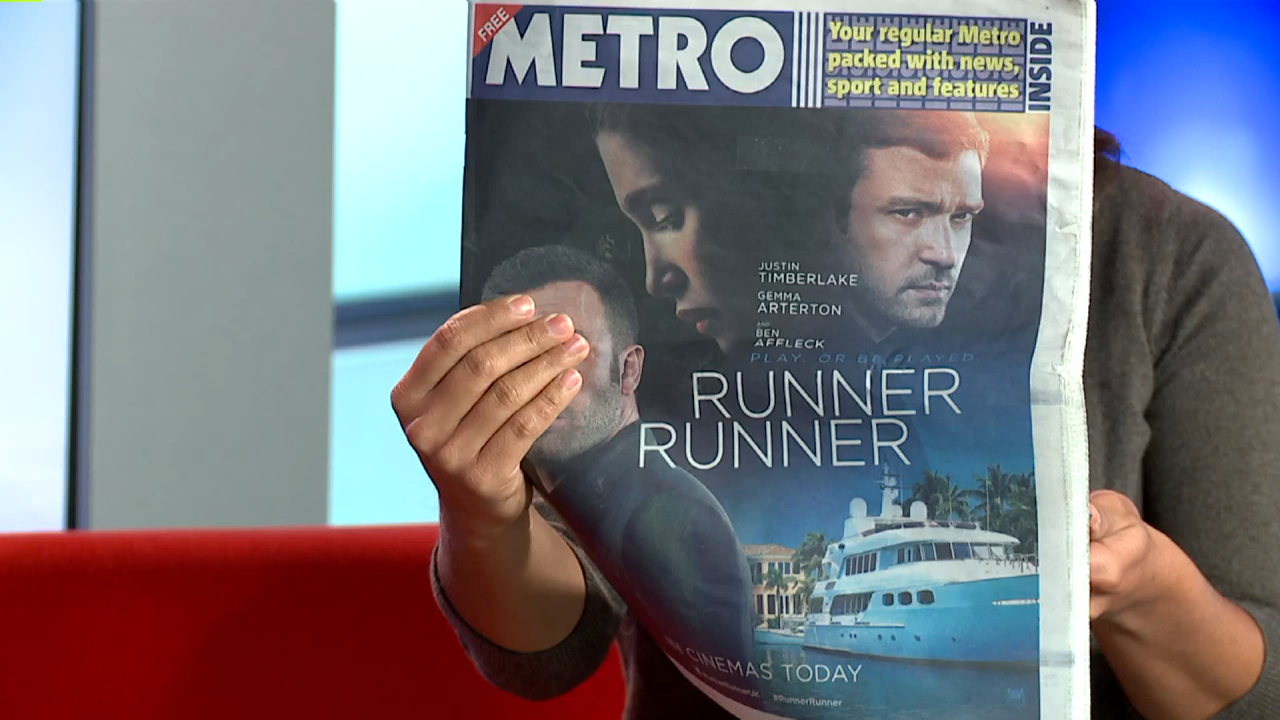 FREE
METRO
Your regular Metro
packed with news,
sport and features
INSIDE
JUSTIN
TIMBERLAKE
GEMMA
ARTERTON
AND
BEN
AFFLECK
PLAY. OR BE PLAYED
RUNNER
RUNNER
CINEMAS TODAY
#RunnerRunner